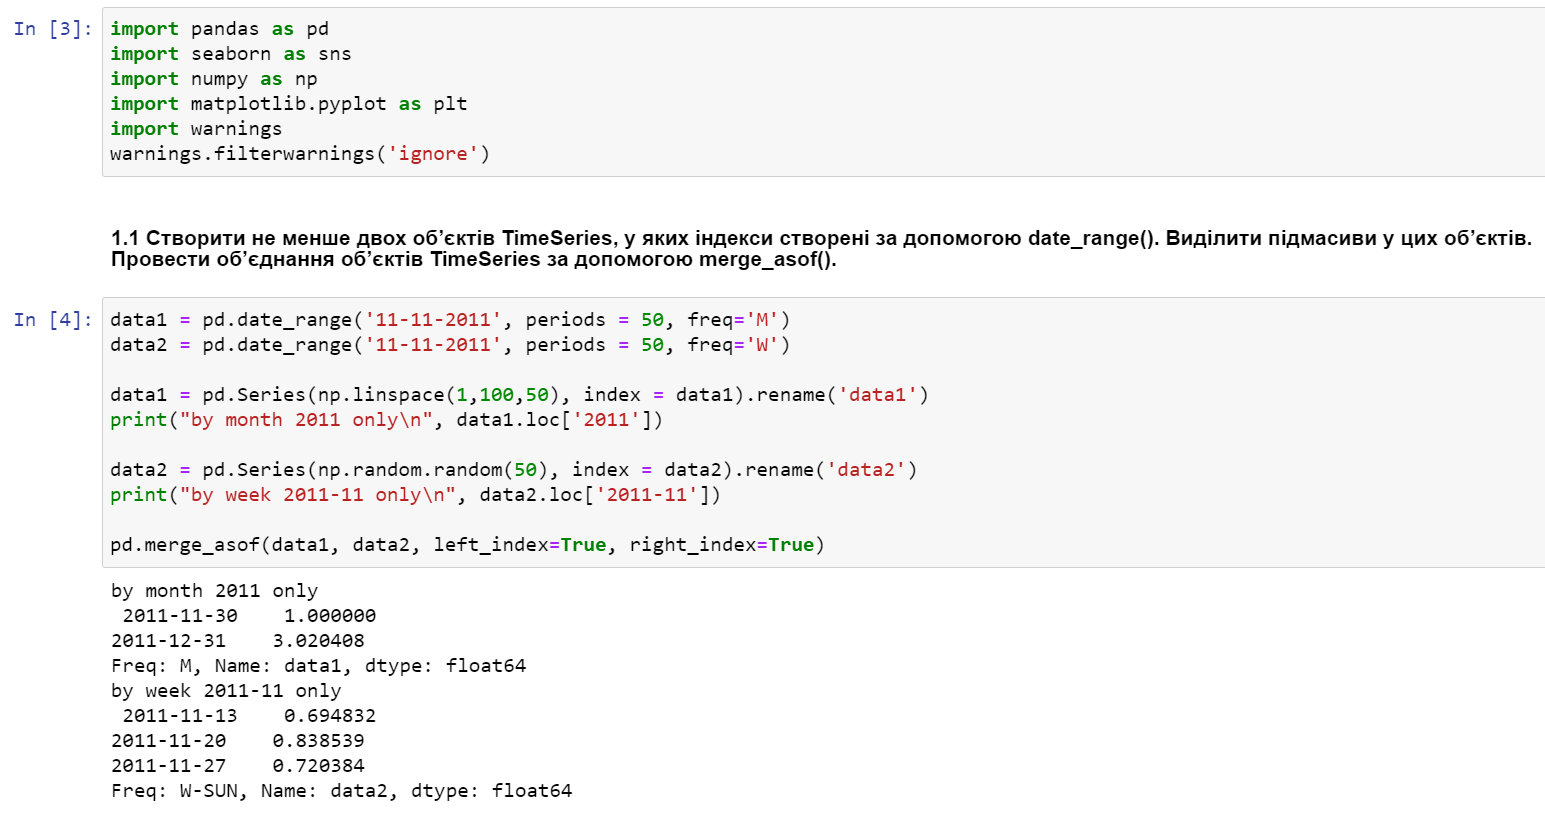 In [3]: import pandas as pd
import seaborn as sns
import numpy as np
import matplotlib.pyplot as plt
import warnings
warnings.filterwarnings('ignore')
1.1 Створити не менше двох об’єктів TimeSeries, у яких індекси створені за допомогою date_range(). Виділити підмасиви у цих об’єктів.
Провести об’єднання об’єктів TimeSeries за допомогою merge_asof().
In [4]: data1 = pd.date_range('11-11-2011', periods = 50, freq='M')
data2 = pd.date_range('11-11-2011', periods = 50, freq='W')
data1 = pd.Series(np.linspace(1,100,50), index = data1).rename('data1')
print("by month 2011 only\n", data1.loc['2011'])
data2 = pd.Series(np.random.random(50), index = data2).rename('data2')
print("by week 2011-11 only\n", data2.loc['2011-11'])
pd.merge_asof(data1, data2, left_index=True, right_index=True)
by month 2011 only
 2011-11-30    1.000000
2011-12-31    3.020408
Freq: M, Name: data1, dtype: float64
by week 2011-11 only
 2011-11-13    0.694832
2011-11-20    0.838539
2011-11-27    0.720384
Freq: W-SUN, Name: data2, dtype: float64